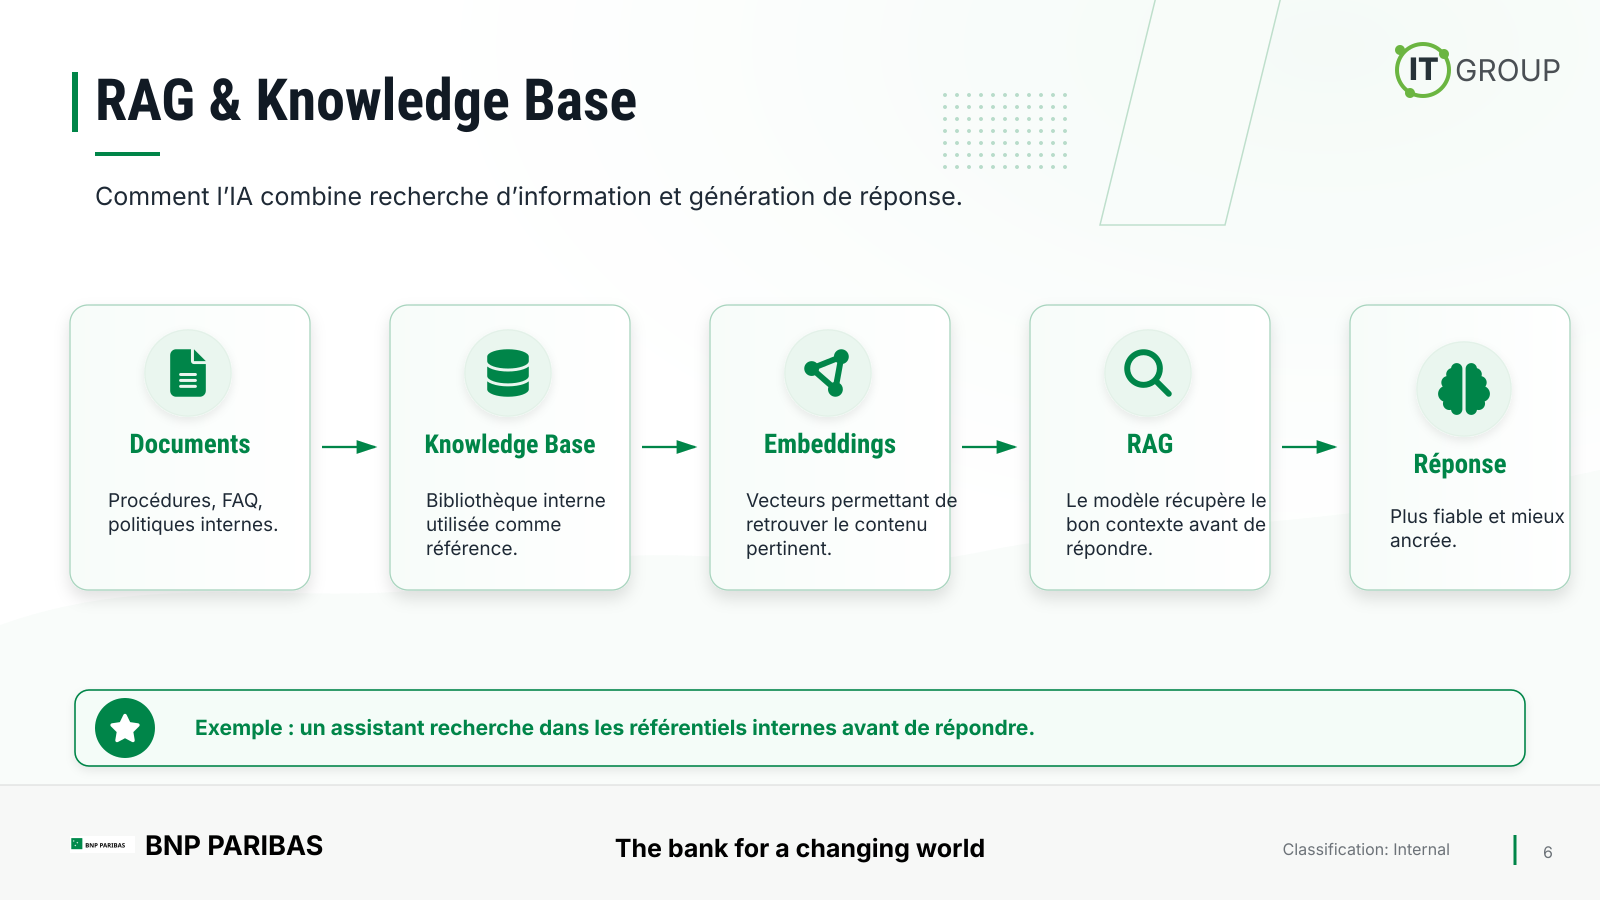 RAG & Knowledge Base
IT GROUP
Comment l’IA combine recherche d’information et génération de réponse.
Documents
Procédures, FAQ,
politiques internes.
Knowledge Base
Bibliothèque interne
utilisée comme
référence.
Embeddings
Vecteurs permettant de
retrouver le contenu
pertinent.
RAG
Le modèle récupère le
bon contexte avant de
répondre.
Réponse
Plus fiable et mieux
ancrée.
Exemple : un assistant recherche dans les référentiels internes avant de répondre.
BNP PARIBAS
BNP PARIBAS
The bank for a changing world
Classification: Internal
6